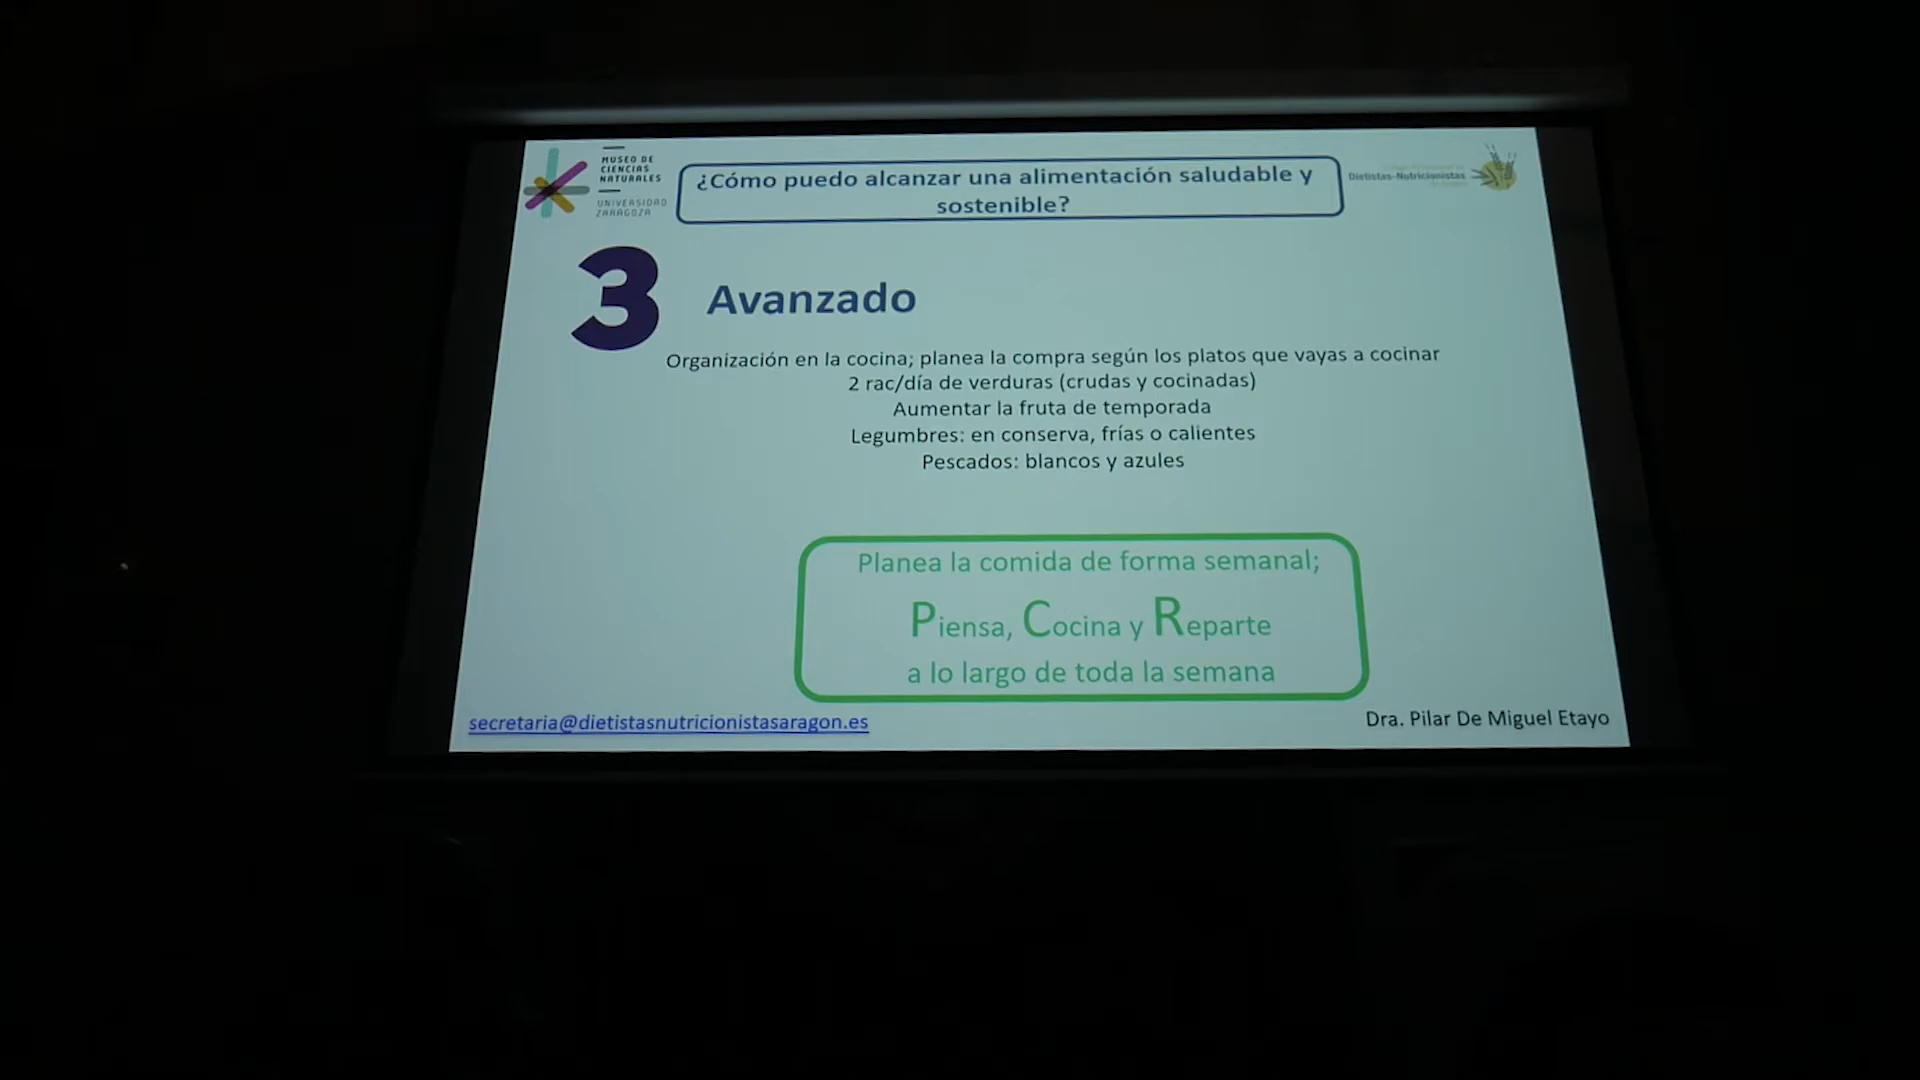 MUSEO DE
CIENCIAS
NATURALES
UNIVERSIDAD
ZARAGOZA
¿Cómo puedo alcanzar una alimentación saludable y
sostenible?
Dietistas-Nutricionistas
3
Avanzado
Organización en la cocina; planea la compra según los platos que vayas a cocinar
2 rac/día de verduras (crudas y cocinadas)
Aumentar la fruta de temporada
Legumbres: en conserva, frías o calientes
Pescados: blancos y azules
Planea la comida de forma semanal;
Piensa, Cocina y Reparte
a lo largo de toda la semana
secretaria@dietistasnutricionistasaragon.es
Dra. Pilar De Miguel Etayo